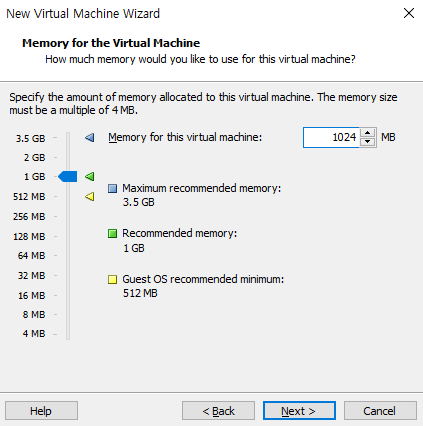 New Virtual Machine Wizard
Memory for the Virtual Machine
How much memory would you like to use for this virtual machine?
Specify the amount of memory allocated to this virtual machine. The memory size
must be a multiple of 4 MB.
3.5 GB
Memory for this virtual machine: 1024 MB
2 GB
1 GB
512 MB
256 MB
128 MB
64 MB
32 MB
16 MB
8 MB
4 MB
Maximum recommended memory:
3.5 GB
Recommended memory:
1 GB
Guest OS recommended minimum:
512 MB
Help
< Back
Next >
Cancel